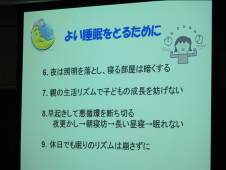 よい睡眠をとるために
6. 夜は照明を落とし、寝る部屋は暗くする
7. 親の生活リズムで子どもの成長を妨げない
8.早起きして悪循環を断ち切る
夜更かし→朝寝坊→長い昼寝→眠れない
9. 休日でも眠りのリズムは崩さずに